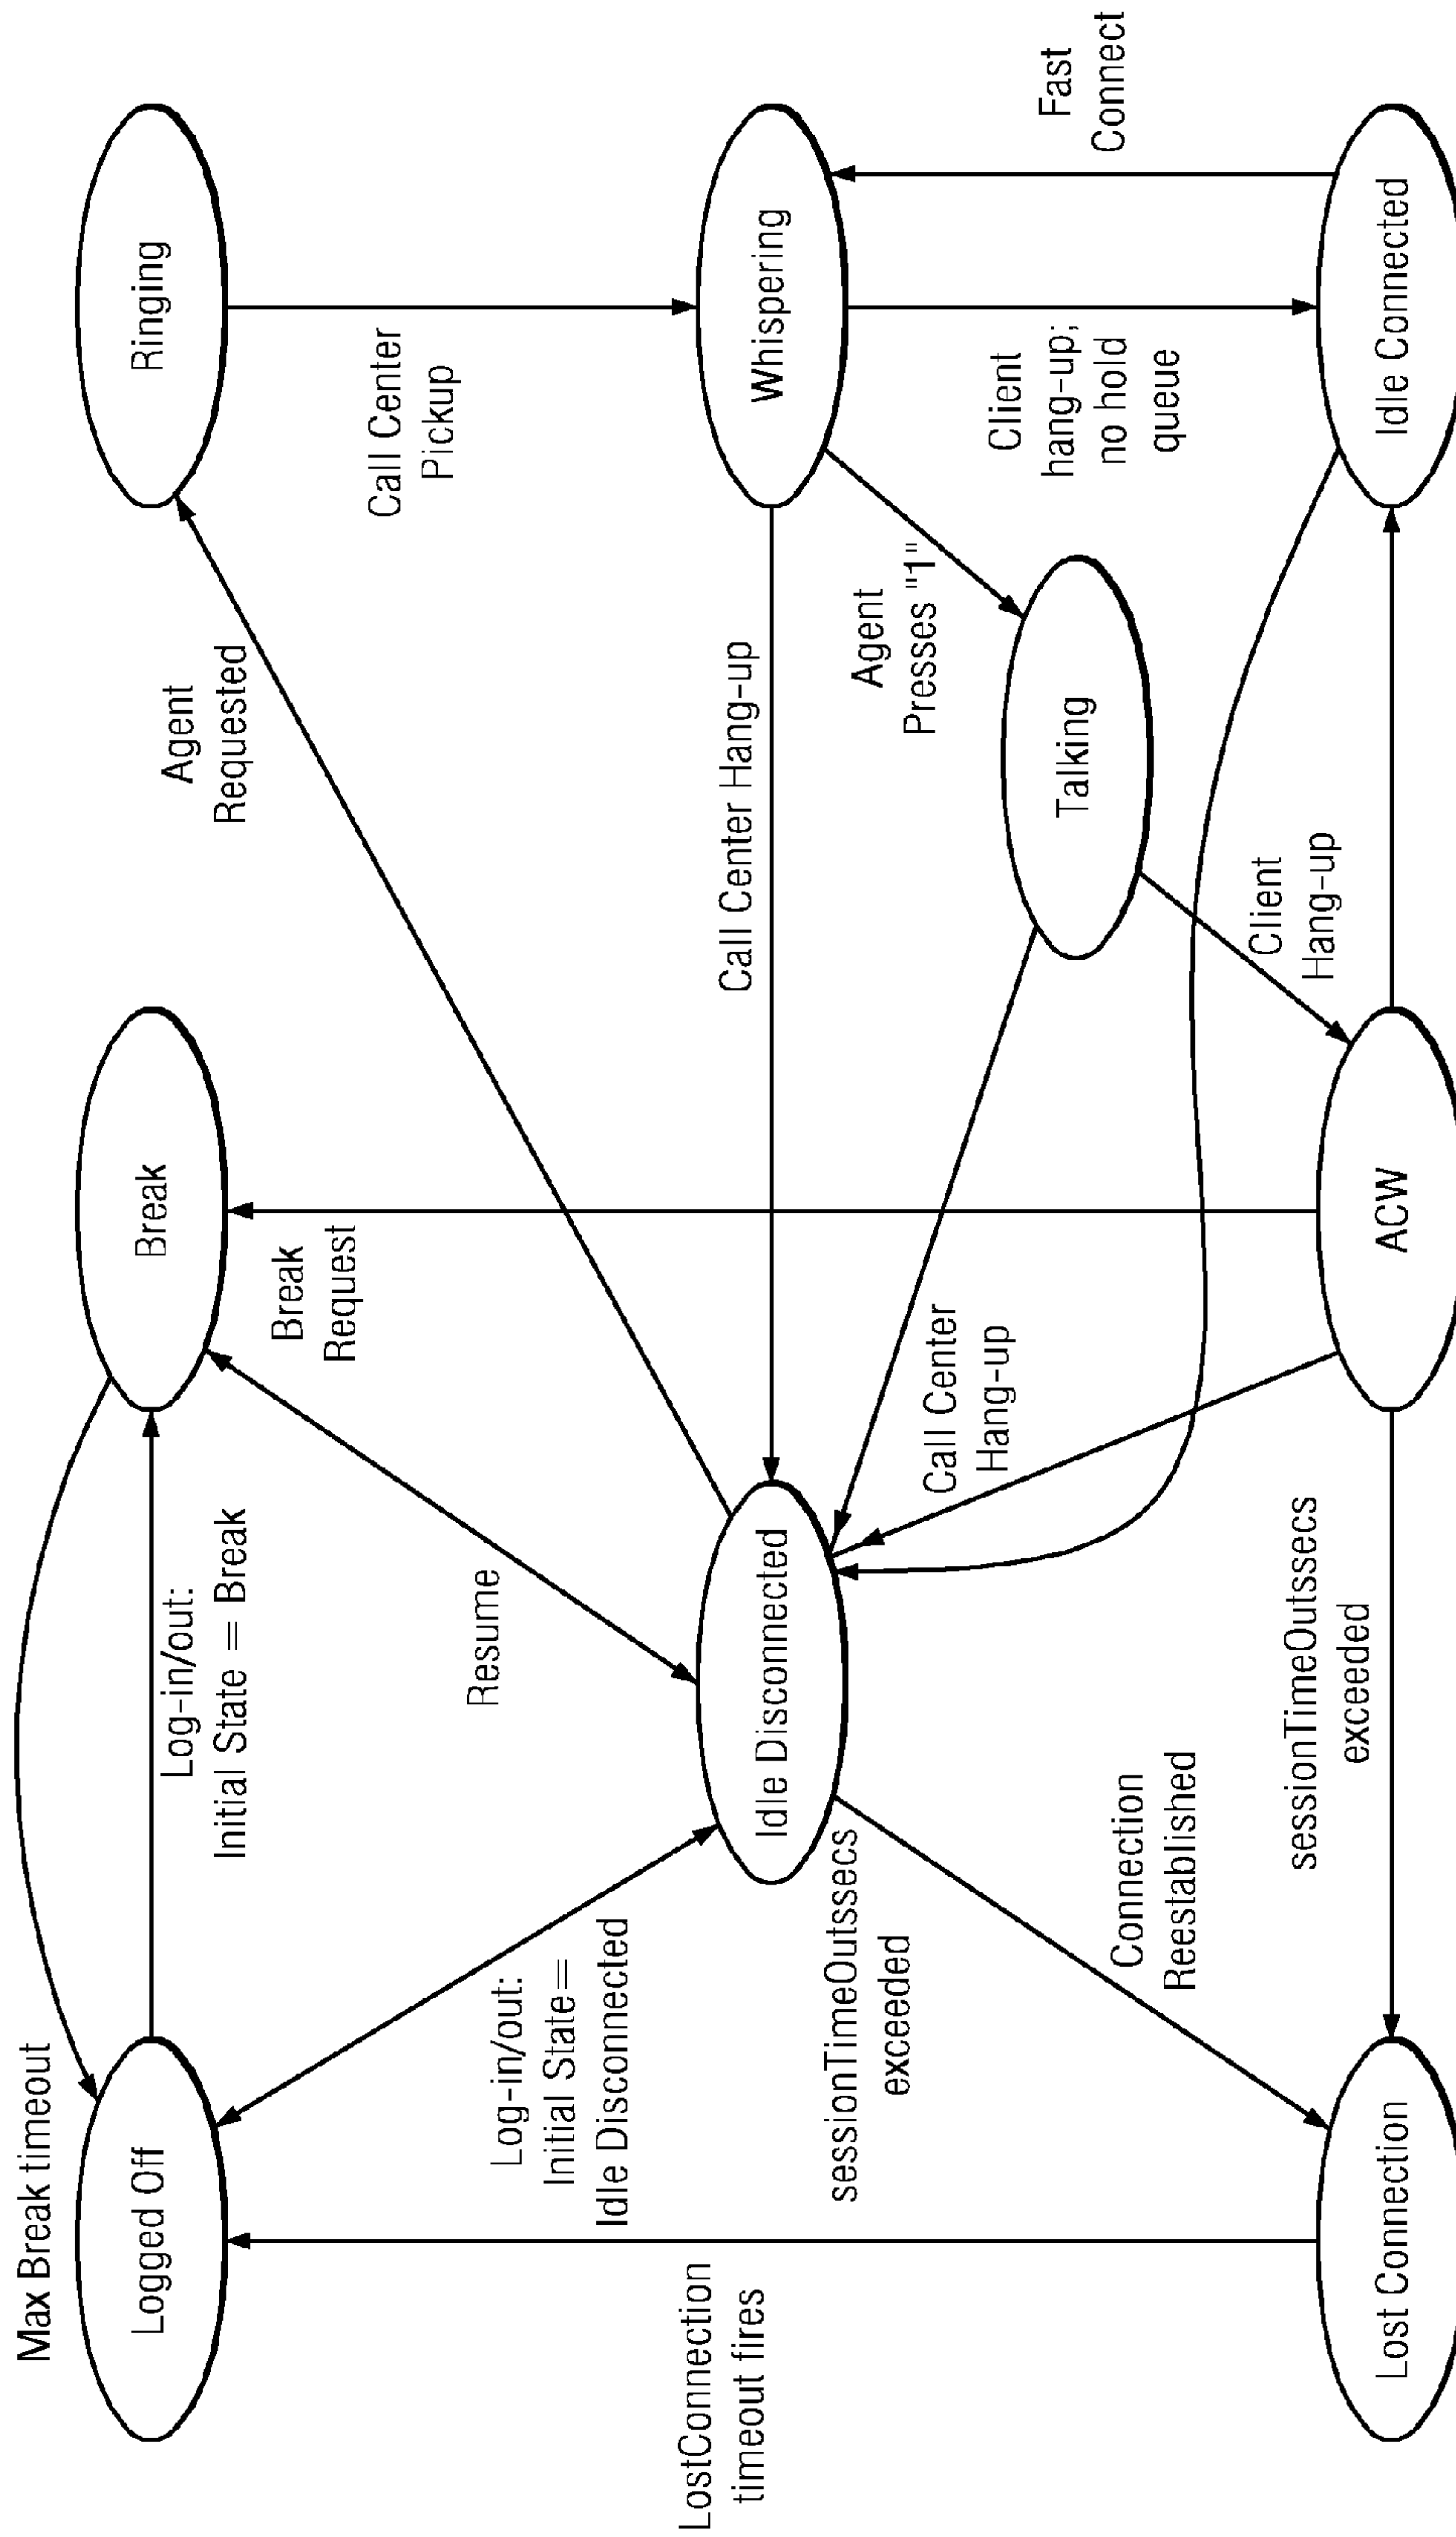 Max Break timeout
Logged Off
Break
Ringing
Log-in/out:
Initial State = Break
Agent
Requested
Break
Request
Call Center
Pickup
Resume
Log-in/out:
Initial State=
Idle Disconnected
LostConnection
timeout fires
Call Center Hang-up
Idle Disconnected
Whispering
sessionTimeOutssecs
exceeded
Agent
Presses "1"
Call Center
Hang-up
Client
hang-up;
no hold
queue
Fast
Connect
Talking
Connection
Reestablished
Client
Hang-up
sessionTimeOutssecs
exceeded
Lost Connection
ACW
Idle Connected